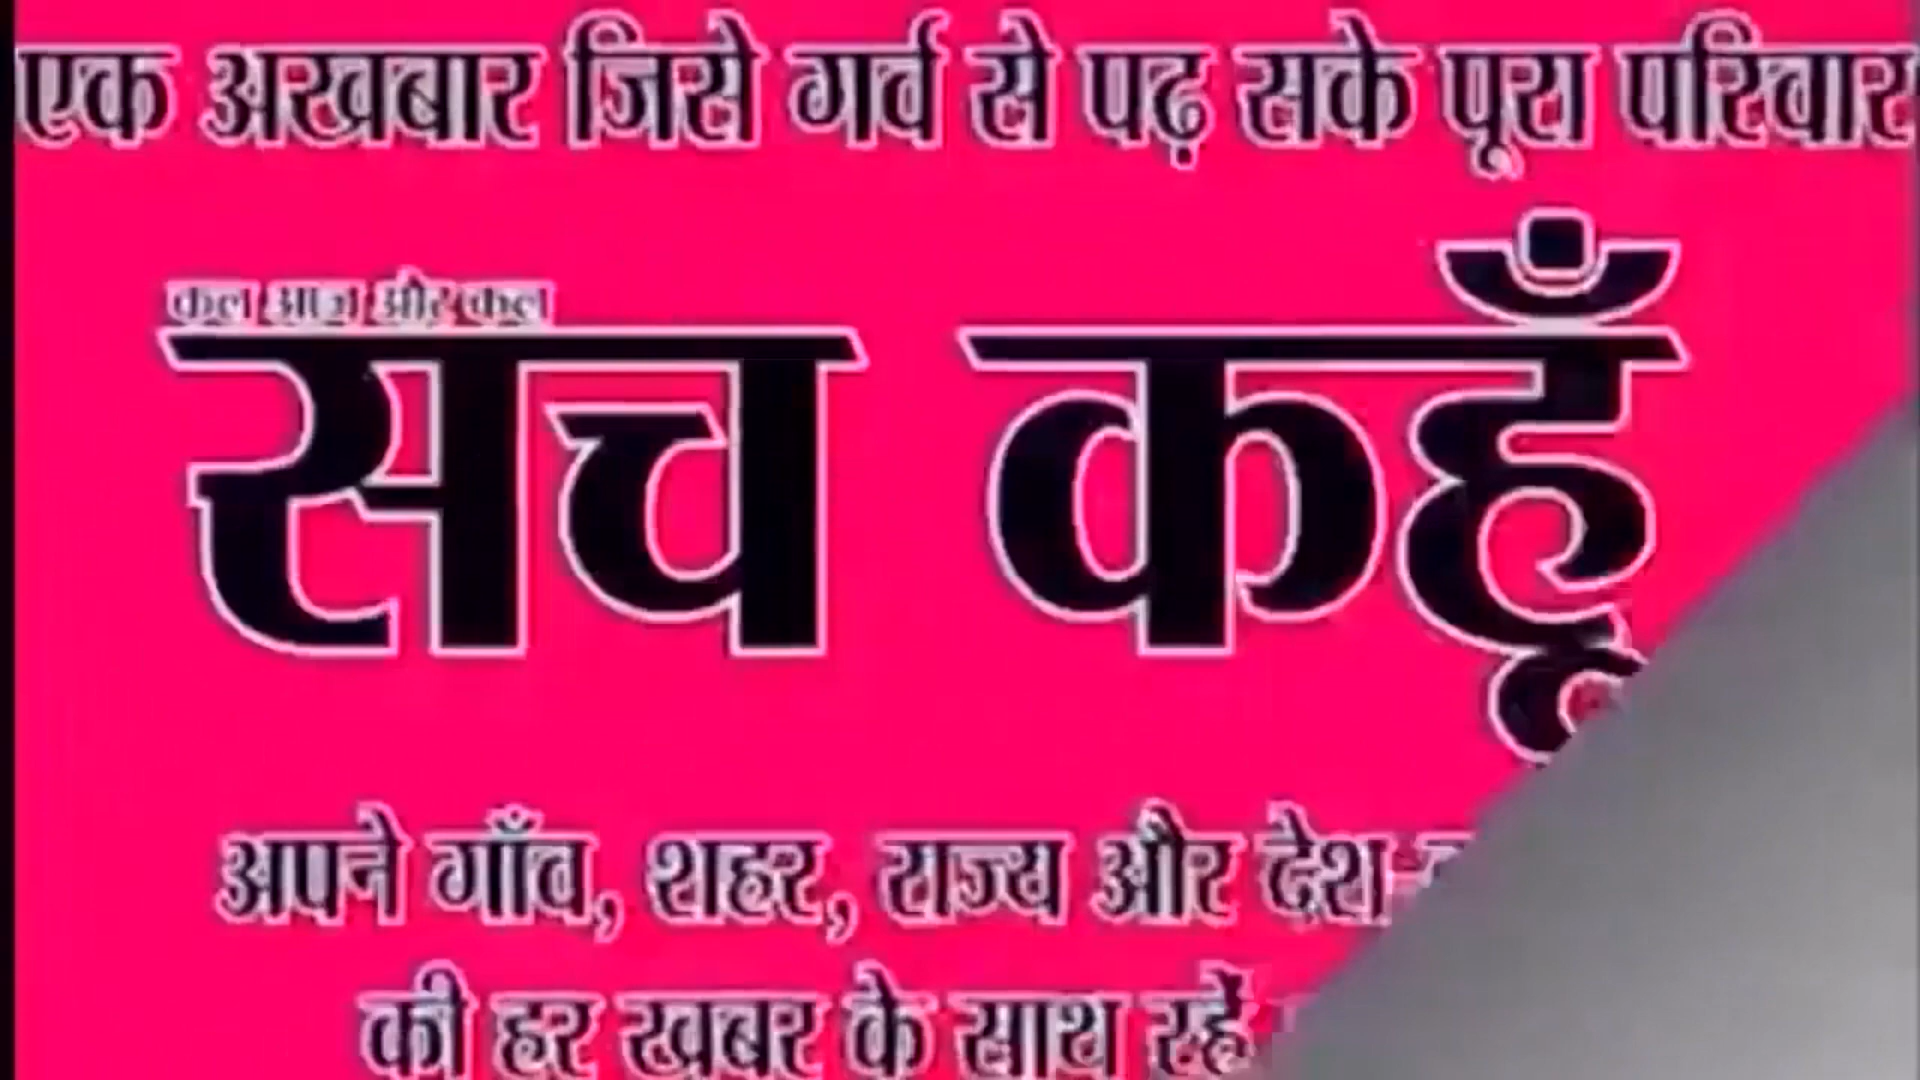 एक अखबार जिसे गर्व से पढ़ सके पूरा परिवार
कल आज और कल
सच कहूँ
अपने गाँव, शहर, राज्य और देश-
की हर खबर के साथ रहें